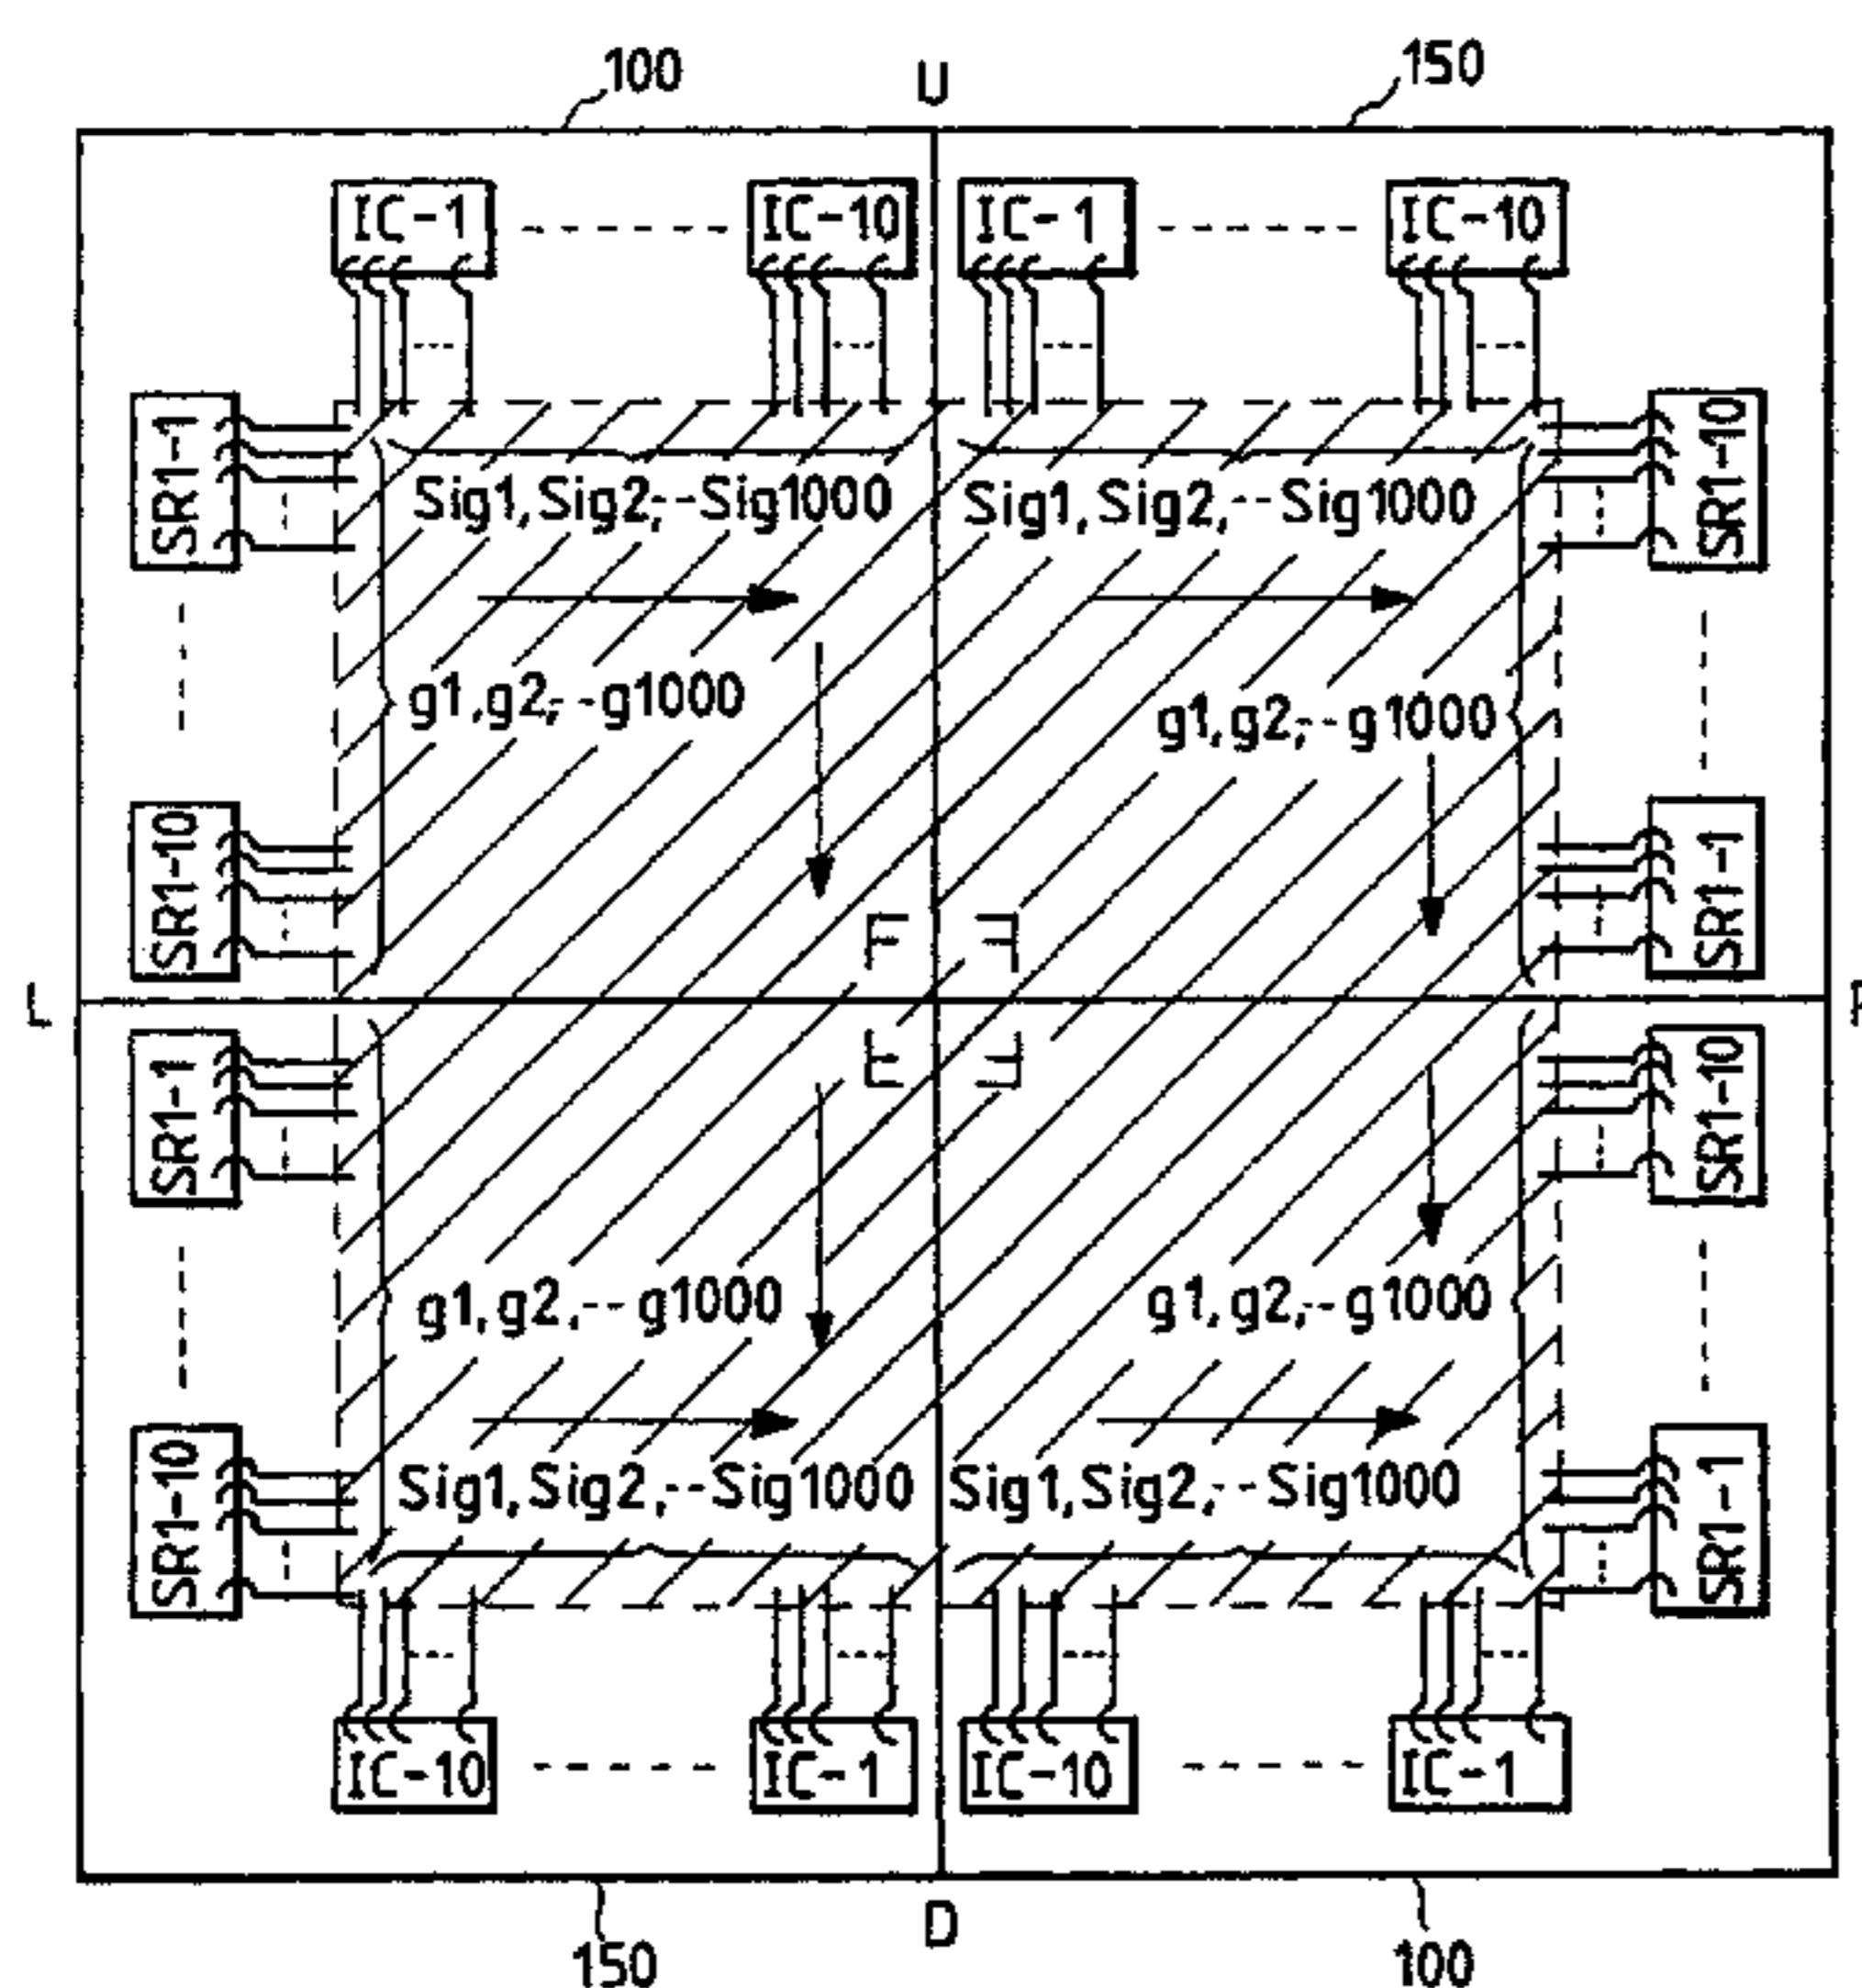 100 U 150
IC-1 IC-10 IC-1 IC-10
SR1-1 SR1-10
Sig1, Sig2, --Sig1000 Sig1, Sig2, --Sig1000
g1, g2, --g1000 g1, g2, --g1000
SR1-10 SR1-1
L
SR1-1 SR1-10
g1, g2, --g1000 g1, g2, --g1000
Sig1, Sig2, --Sig1000 Sig1, Sig2, --Sig1000
SR1-10 SR1-1
IC-10 IC-1 IC-10 IC-1
150 D 100